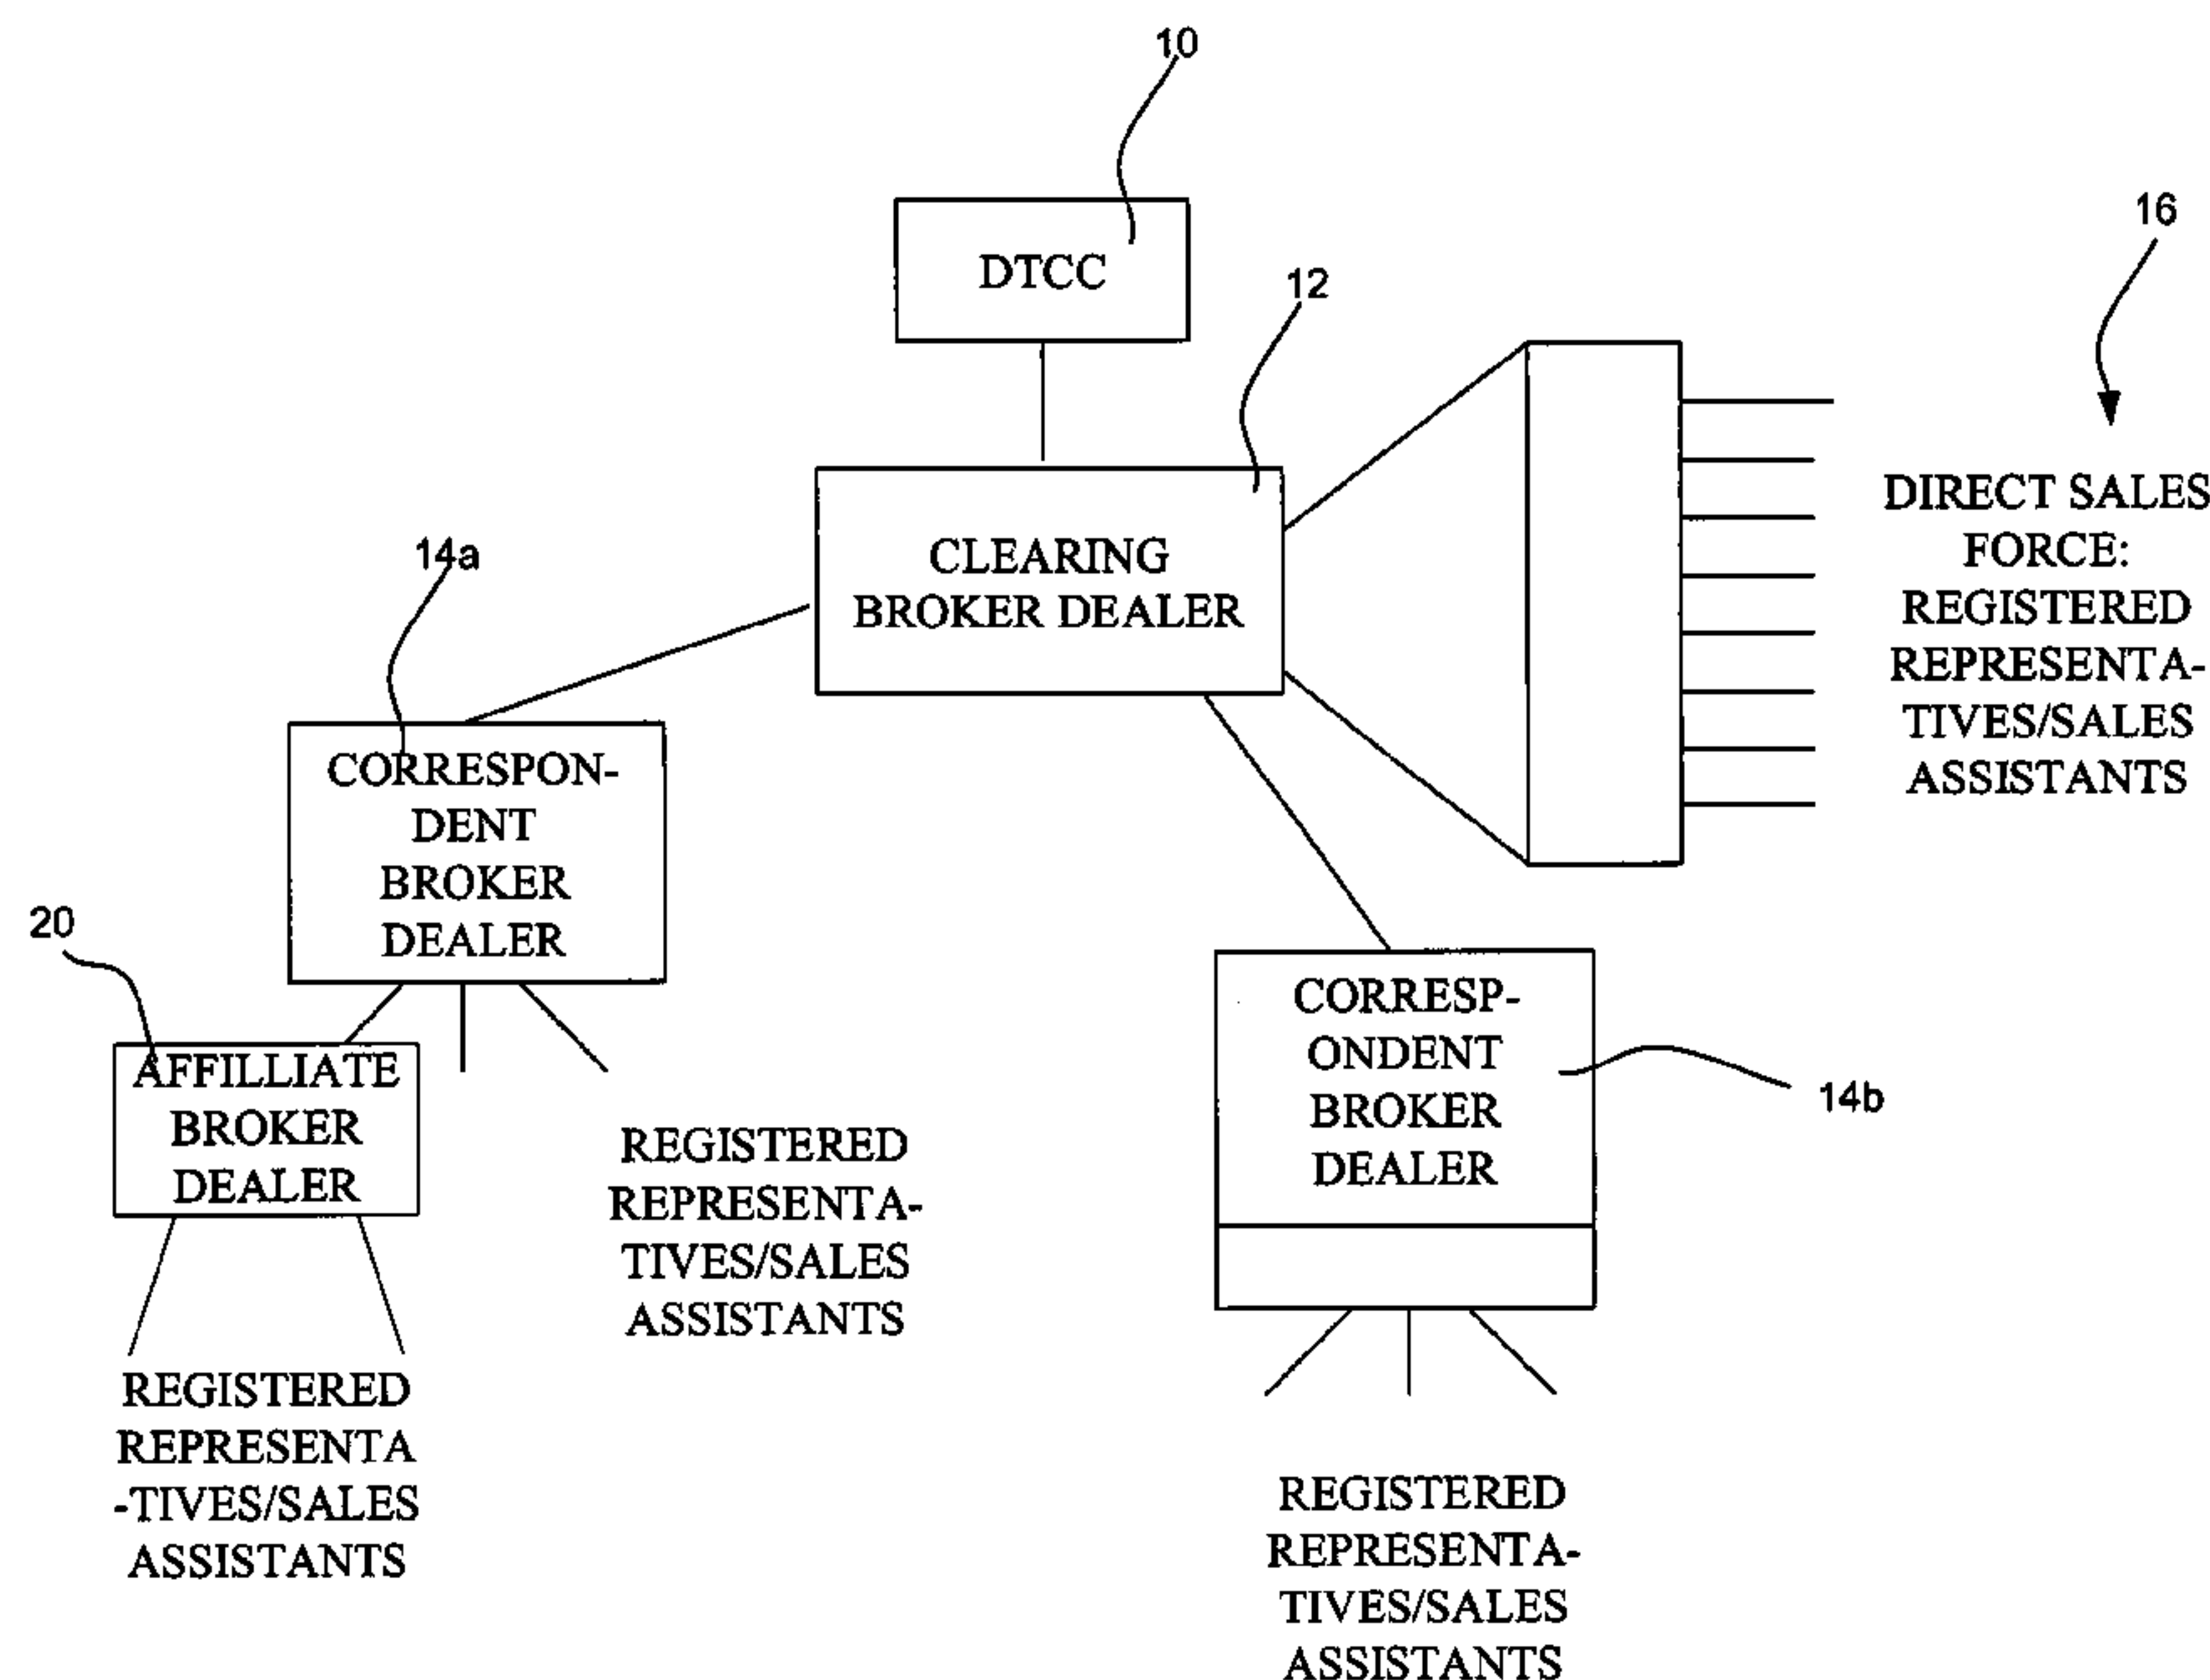 10
DTCC
12
16
DIRECT SALES
FORCE:
REGISTERED
REPRESENTA-
TIVES/SALES
ASSISTANTS
CLEARING
BROKER DEALER
14a
CORRESPON-
DENT
BROKER
DEALER
20
AFFILLIATE
BROKER
DEALER
REGISTERED
REPRESENTA-
TIVES/SALES
ASSISTANTS
CORRESP-
ONDENT
BROKER
DEALER
14b
REGISTERED
REPRESENTA
-TIVES/SALES
ASSISTANTS
REGISTERED
REPRESENTA-
TIVES/SALES
ASSISTANTS